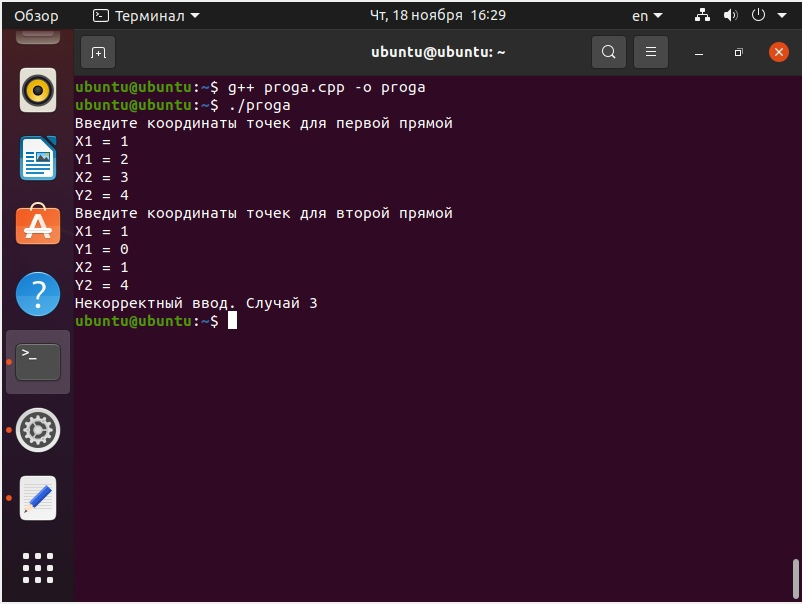 Обзор Терминал Чт, 18 ноября 16:29 en
ubuntu@ubuntu: ~
ubuntu@ubuntu:~$ g++ proga.cpp -o proga
ubuntu@ubuntu:~$ ./proga
Введите координаты точек для первой прямой
X1 = 1
Y1 = 2
X2 = 3
Y2 = 4
Введите координаты точек для второй прямой
X1 = 1
Y1 = 0
X2 = 1
Y2 = 4
Некорректный ввод. Случай 3
ubuntu@ubuntu:~$